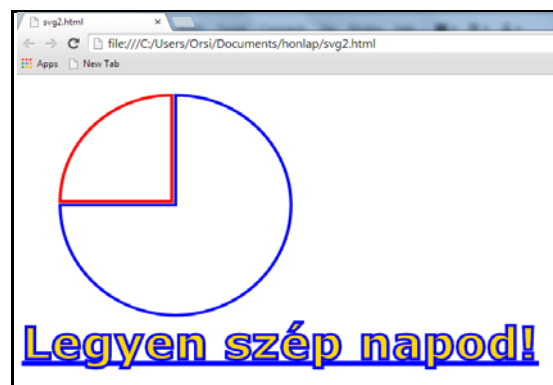 svg2.html
file:///C:/Users/Orsi/Documents/honlap/svg2.html
Apps New Tab
Legyen szép napod!